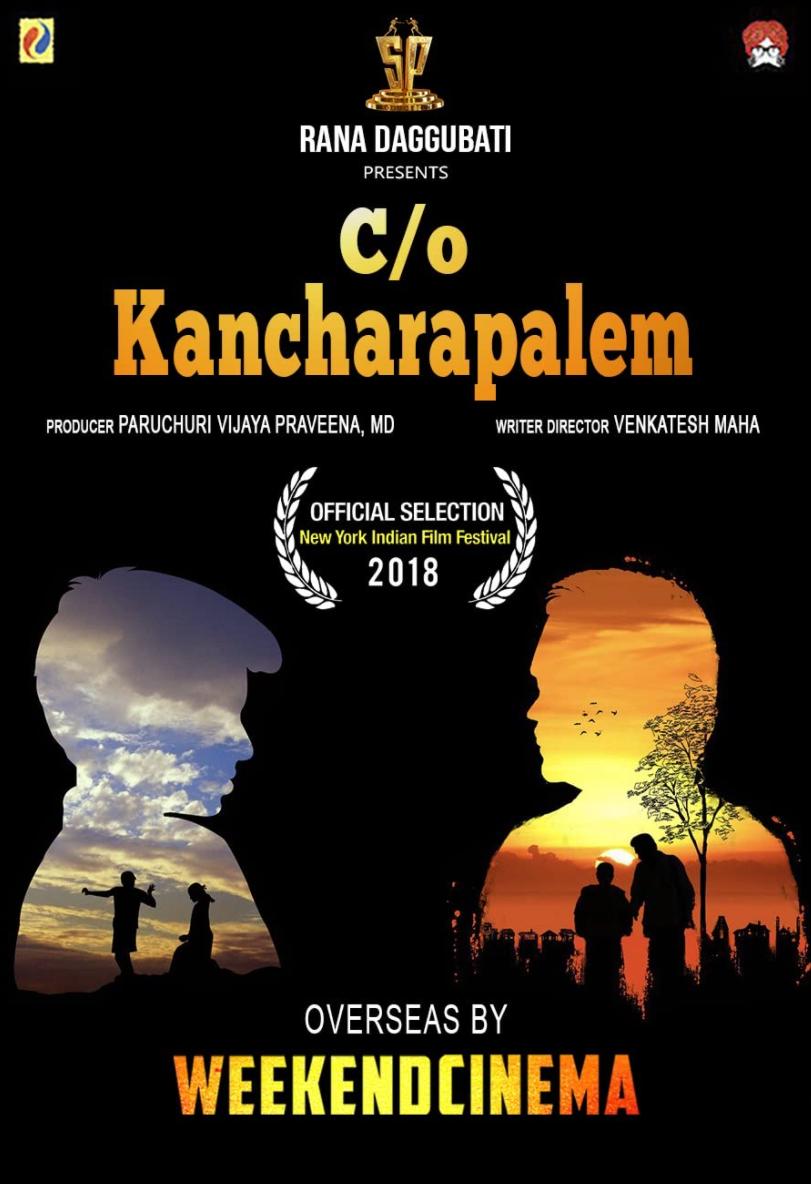 SP
RANA DAGGUBATI
PRESENTS
C/o
Kancharapalem
PRODUCER PARUCHURI VIJAYA PRAVEENA, MD
WRITER DIRECTOR VENKATESH MAHA
OFFICIAL SELECTION
New York Indian Film Festival
2018
OVERSEAS BY
WEEKENDCINEMA